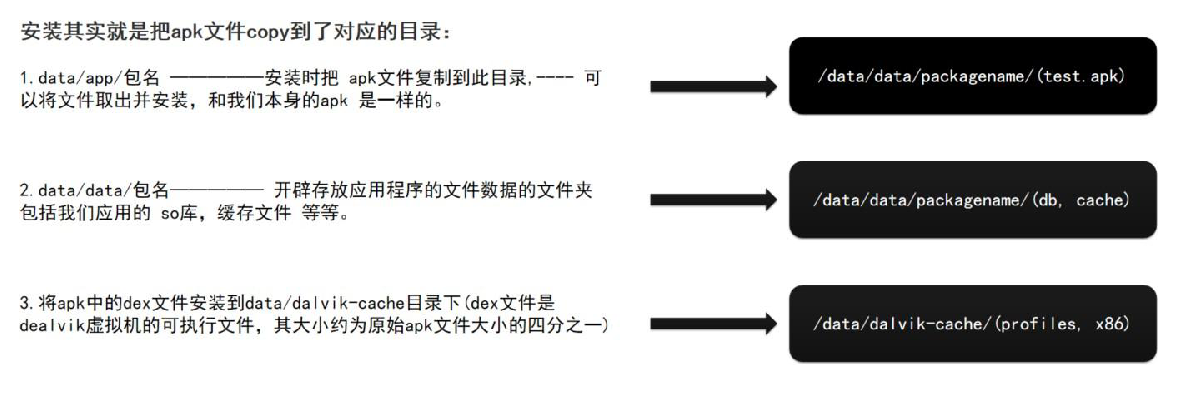 安装其实就是把apk文件copy到了对应的目录：
1.data/app/包名 —————安装时把 apk文件复制到此目录,---- 可
以将文件取出并安装，和我们本身的apk 是一样的。
/data/data/packagename/(test.apk)
2.data/data/包名————— 开辟存放应用程序的文件数据的文件夹
包括我们应用的 so库，缓存文件 等等。
/data/data/packagename/(db, cache)
3.将apk中的dex文件安装到data/dalvik-cache目录下(dex文件是
dealvik虚拟机的可执行文件，其大小约为原始apk文件大小的四分之一)
/data/dalvik-cache/(profiles, x86)